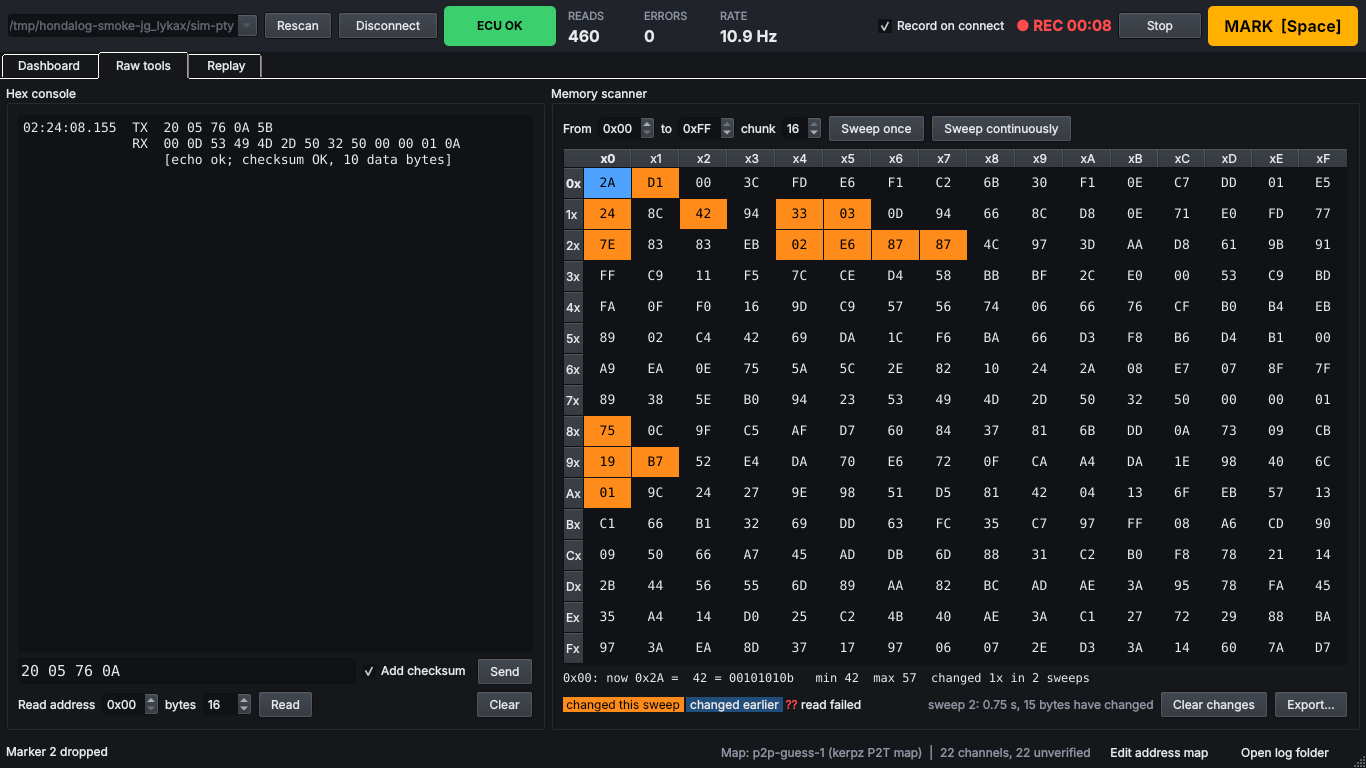 /tmp/hondalog-smoke-jg_lykax/sim-pty Rescan Disconnect ECU OK READS 460 ERRORS 0 RATE 10.9 Hz ✓ Record on connect REC 00:08 Stop MARK [Space]
Dashboard Raw tools Replay
Hex console
02:24:08.155 TX 20 05 76 0A 5B
RX 00 0D 53 49 4D 2D 50 32 50 00 00 01 0A
[echo ok; checksum OK, 10 data bytes]
20 05 76 0A ✓ Add checksum Send
Read address 0x00 bytes 16 Read Clear
Memory scanner
From 0x00 to 0xFF chunk 16 Sweep once Sweep continuously
x0 x1 x2 x3 x4 x5 x6 x7 x8 x9 xA xB xC xD xE xF
0x 2A D1 00 3C FD E6 F1 C2 6B 30 F1 0E C7 DD 01 E5
1x 24 8C 42 94 33 03 0D 94 66 8C D8 0E 71 E0 FD 77
2x 7E 83 83 EB 02 E6 87 87 4C 97 3D AA D8 61 9B 91
3x FF C9 11 F5 7C CE D4 58 BB BF 2C E0 00 53 C9 BD
4x FA 0F F0 16 9D C9 57 56 74 06 66 76 CF B0 B4 EB
5x 89 02 C4 42 69 DA 1C F6 BA 66 D3 F8 B6 D4 B1 00
6x A9 EA 0E 75 5A 5C 2E 82 10 24 2A 08 E7 07 8F 7F
7x 89 38 5E B0 94 23 53 49 4D 2D 50 32 50 00 00 01
8x 75 0C 9F C5 AF D7 60 84 37 81 6B DD 0A 73 09 CB
9x 19 B7 52 E4 DA 70 E6 72 0F CA A4 DA 1E 98 40 6C
Ax 01 9C 24 27 9E 98 51 D5 81 42 04 13 6F EB 57 13
Bx C1 66 B1 32 69 DD 63 FC 35 C7 97 FF 08 A6 CD 90
Cx 09 50 66 A7 45 AD DB 6D 88 31 C2 B0 F8 78 21 14
Dx 2B 44 56 55 6D 89 AA 82 BC AD AE 3A 95 78 FA 45
Ex 35 A4 14 D0 25 C2 4B 40 AE 3A C1 27 72 29 88 BA
Fx 97 3A EA 8D 37 17 97 06 07 2E D3 3A 14 60 7A D7
0x00: now 0x2A = 42 = 00101010b min 42 max 57 changed 1x in 2 sweeps
changed this sweep changed earlier ?? read failed sweep 2: 0.75 s, 15 bytes have changed Clear changes Export...
Marker 2 dropped Map: p2p-guess-1 (kerpz P2T map) | 22 channels, 22 unverified Edit address map Open log folder